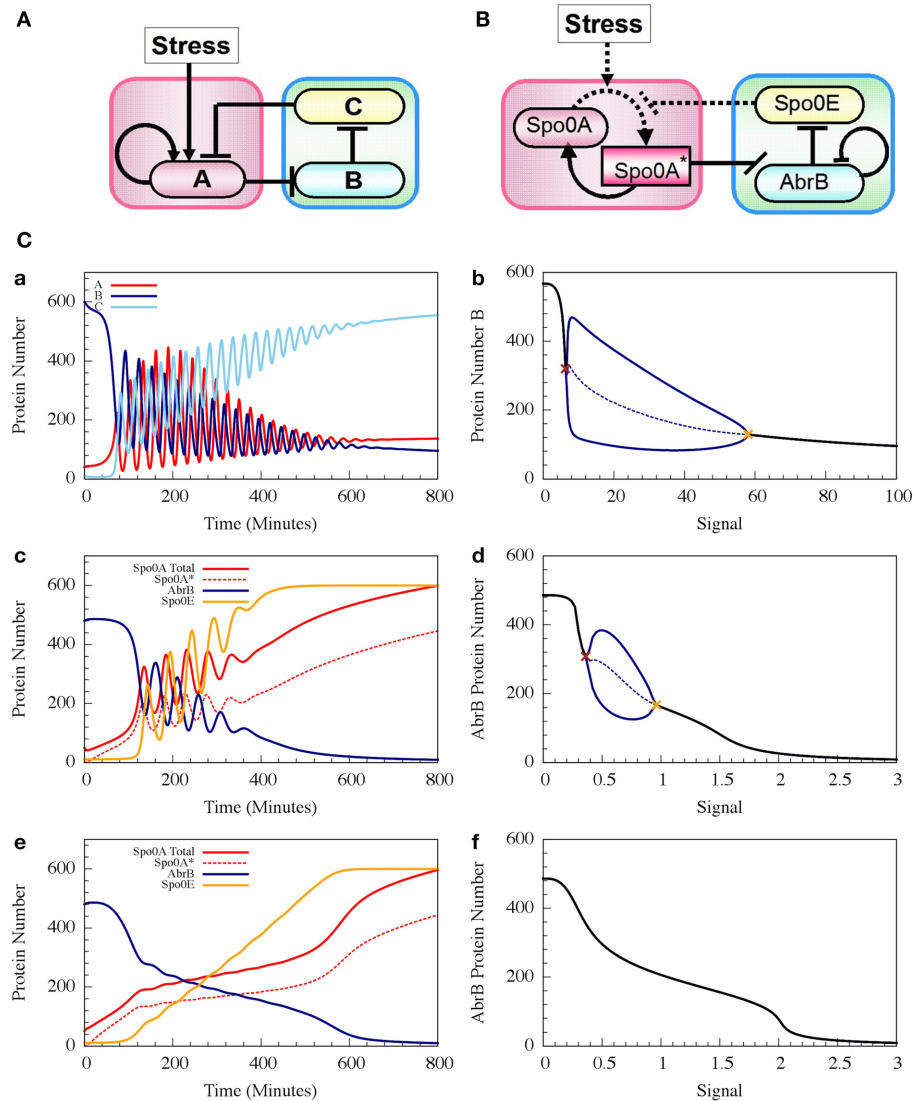 A
Stress
C
A
B
B
Stress
Spo0A
Spo0A*
Spo0E
AbrB
C
a
A
B
C
600
400
200
0
Protein Number
0 200 400 600 800
Time (Minutes)
b
600
400
200
0
Protein Number B
0 20 40 60 80 100
Signal
c
Spo0A Total
Spo0A*
AbrB
Spo0E
600
400
200
0
Protein Number
0 200 400 600 800
Time (Minutes)
d
600
400
200
0
AbrB Protein Number
0 0.5 1 1.5 2 2.5 3
Signal
e
Spo0A Total
Spo0A*
AbrB
Spo0E
600
400
200
0
Protein Number
0 200 400 600 800
Time (Minutes)
f
600
400
200
0
AbrB Protein Number
0 0.5 1 1.5 2 2.5 3
Signal